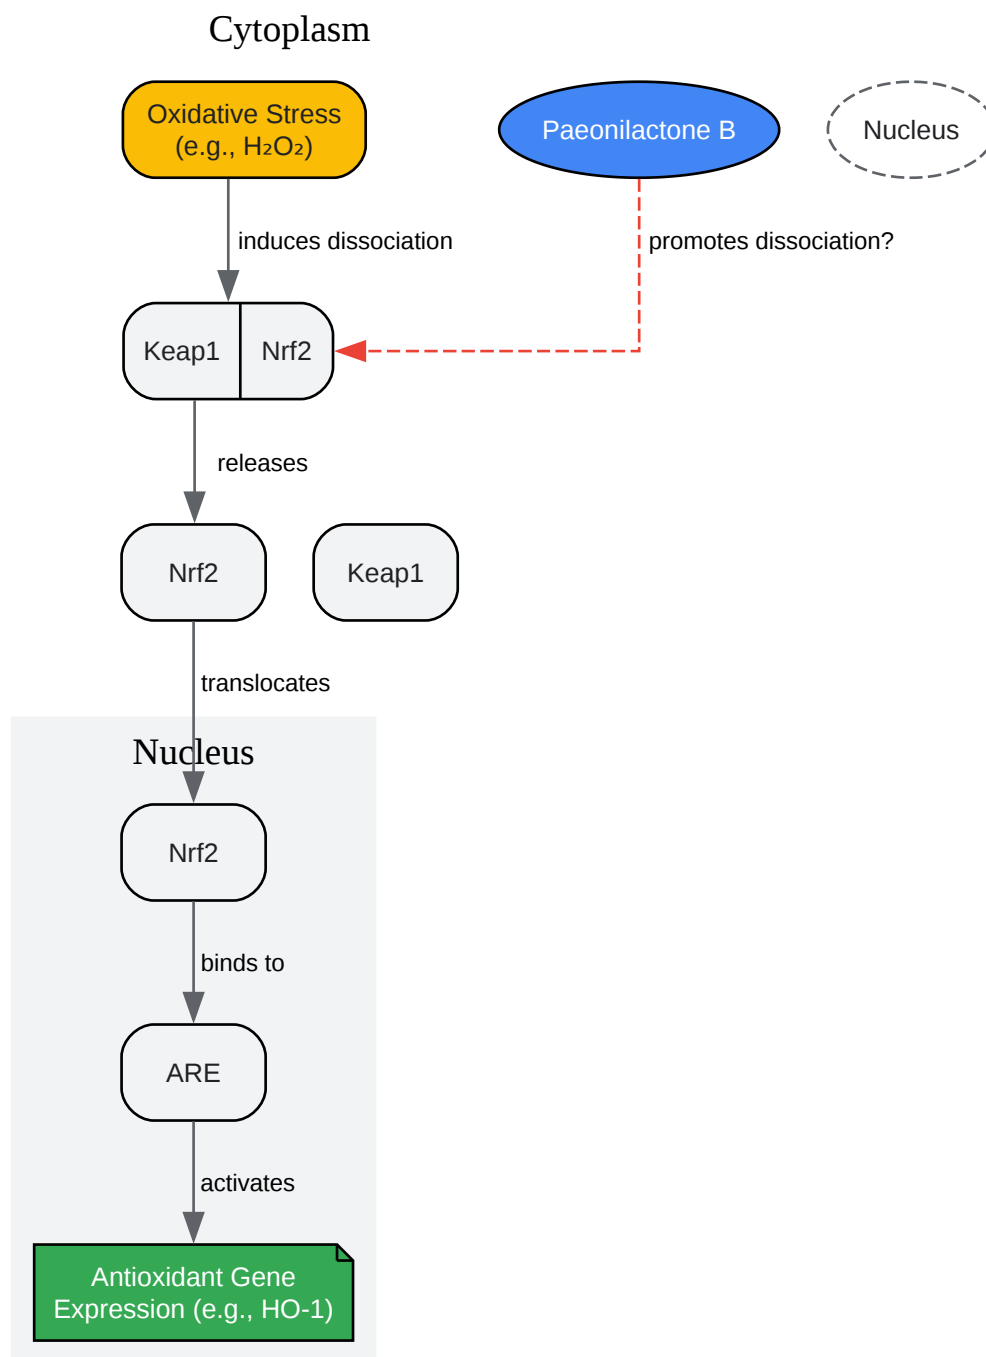 Cytoplasm
Oxidative Stress
(e.g., H₂O₂)
Paeonilactone B
Nucleus
induces dissociation
promotes dissociation?
Keap1
Nrf2
releases
Nrf2
Keap1
translocates
Nucleus
Nrf2
binds to
ARE
activates
Antioxidant Gene
Expression (e.g., HO-1)